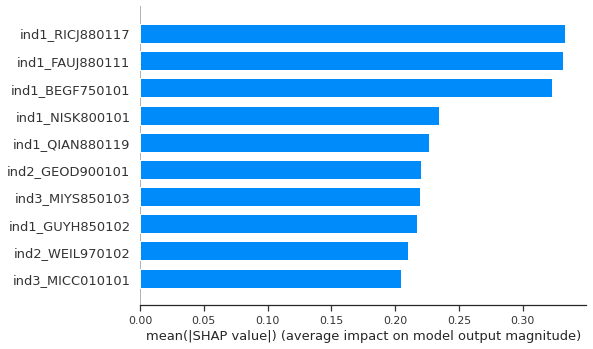 ind1_RICJ880117
ind1_FAUJ880111
ind1_BEGF750101
ind1_NISK800101
ind1_QIAN880119
ind2_GEOD900101
ind3_MIYS850103
ind1_GUYH850102
ind2_WEIL970102
ind3_MICC010101
0.00 0.05 0.10 0.15 0.20 0.25 0.30
mean(|SHAP value|) (average impact on model output magnitude)